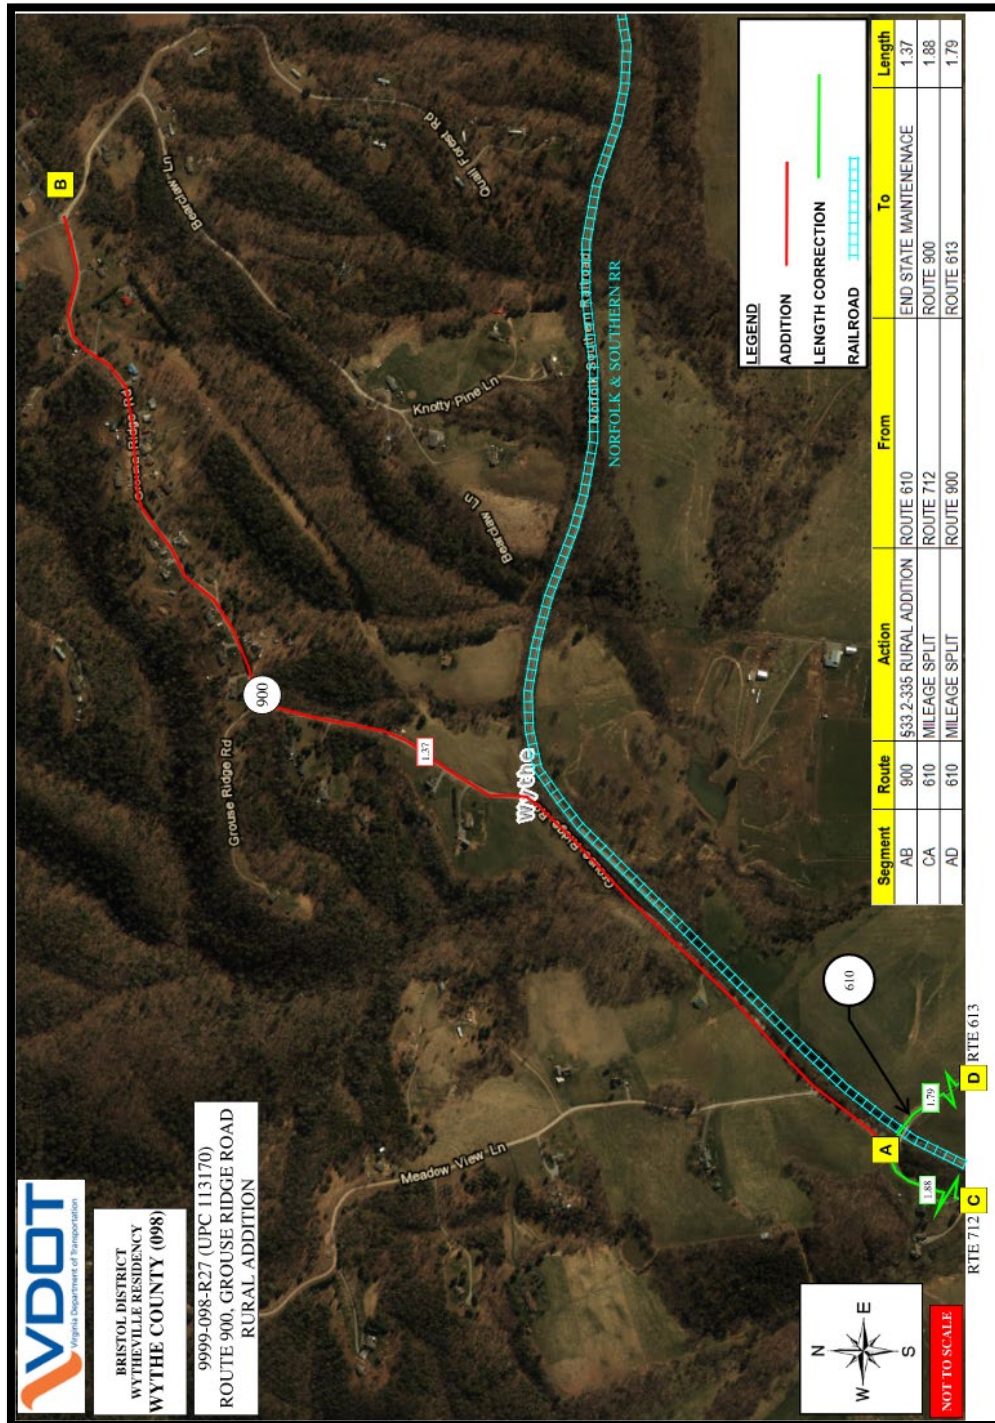 VDOT
Virginia Department of Transportation
BRISTOL DISTRICT
WYTHEVILLE RESIDENCY
WYTHE COUNTY (098)
9999-098-R27 (UPC 113170)
ROUTE 900, GROUSE RIDGE ROAD
RURAL ADDITION
B
Bearclaw Ln
Quail Forest Rd
Grouse Ridge Rd
900
Grouse Ridge Rd
1.37
Knotty Pine Ln
Bearclaw Ln
Norfolk Southern Railroad
NORFOLK & SOUTHERN RR
Wythe
Grouse Ridge Rd
Meadow View Ln
610
A
1.88
1.79
C
D
RTE 712
RTE 613
N
W
E
S
NOT TO SCALE
LEGEND
ADDITION
LENGTH CORRECTION
RAILROAD
Segment Route Action From To Length
AB 900 §33.2-335 RURAL ADDITION ROUTE 610 END STATE MAINTENENACE 1.37
CA 610 MILEAGE SPLIT ROUTE 712 ROUTE 900 1.88
AD 610 MILEAGE SPLIT ROUTE 900 ROUTE 613 1.79